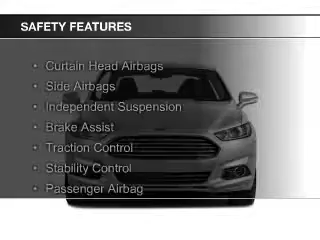 SAFETY FEATURES
• Curtain Head Airbags
• Side Airbags
• Independent Suspension
• Brake Assist
• Traction Control
• Stability Control
• Passenger Airbag